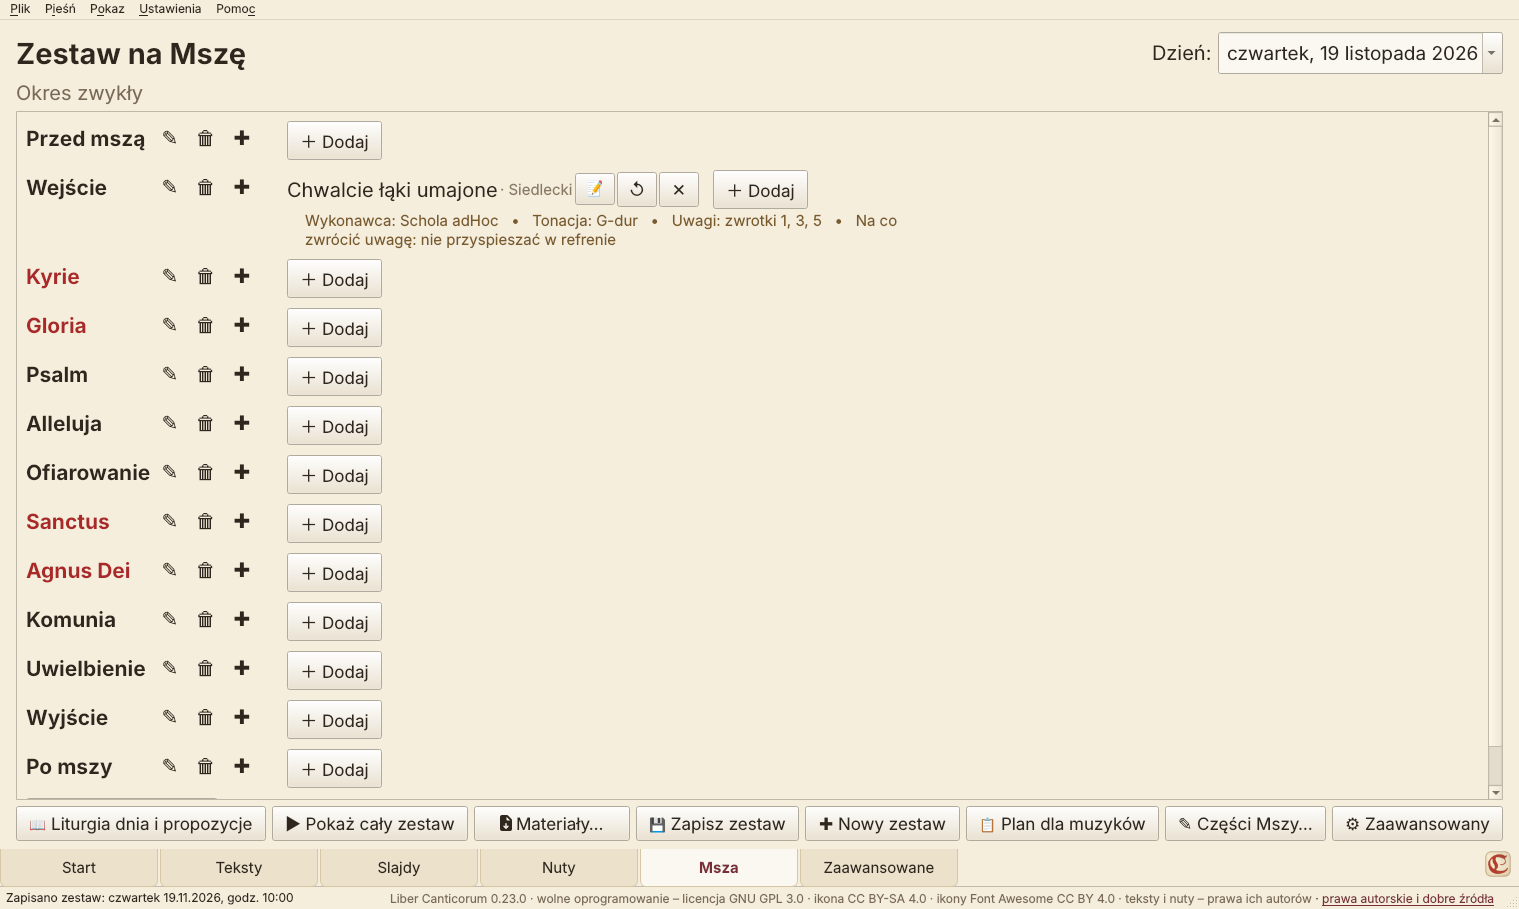 Plik Pieśń Pokaz Ustawienia Pomoc
Zestaw na Mszę
Dzień: czwartek, 19 listopada 2026
Okres zwykły
Przed mszą ✎ 🗑 ✚ + Dodaj
Wejście ✎ 🗑 ✚ Chwalcie łąki umajone · Siedlecki 📝 ↺ ✕ + Dodaj
Wykonawca: Schola adHoc • Tonacja: G-dur • Uwagi: zwrotki 1, 3, 5 • Na co
zwrócić uwagę: nie przyspieszać w refrenie
Kyrie ✎ 🗑 ✚ + Dodaj
Gloria ✎ 🗑 ✚ + Dodaj
Psalm ✎ 🗑 ✚ + Dodaj
Alleluja ✎ 🗑 ✚ + Dodaj
Ofiarowanie ✎ 🗑 ✚ + Dodaj
Sanctus ✎ 🗑 ✚ + Dodaj
Agnus Dei ✎ 🗑 ✚ + Dodaj
Komunia ✎ 🗑 ✚ + Dodaj
Uwielbienie ✎ 🗑 ✚ + Dodaj
Wyjście ✎ 🗑 ✚ + Dodaj
Po mszy ✎ 🗑 ✚ + Dodaj
📖 Liturgia dnia i propozycje ▶ Pokaż cały zestaw Materiały... 💾 Zapisz zestaw ✚ Nowy zestaw 📋 Plan dla muzyków ✎ Części Mszy... ⚙ Zaawansowany
Start Teksty Slajdy Nuty Msza Zaawansowane
Zapisano zestaw: czwartek 19.11.2026, godz. 10:00 Liber Canticorum 0.23.0 · wolne oprogramowanie – licencja GNU GPL 3.0 · ikona CC BY-SA 4.0 · ikony Font Awesome CC BY 4.0 · teksty i nuty – prawa ich autorów · prawa autorskie i dobre źródła